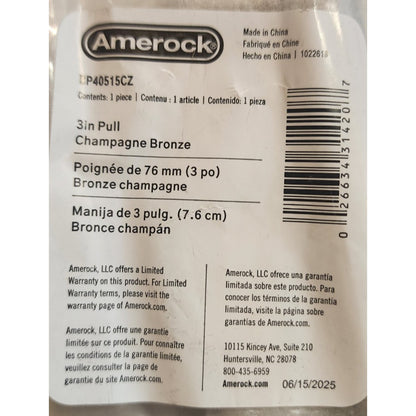 Amerock®
BP40515CZ
Contents: 1 piece | Contenu : 1 article | Contenido: 1 pieza
Made in China
Fabriqué en Chine
Hecho en Chino | 1022618
3in Pull
Champagne Bronze
Poignée de 76 mm (3 po)
Bronze champagne
Manija de 3 pulg. (7.6 cm)
Bronce champán
0 26634 31420 7
Amerock, LLC offers a Limited
Warranty on this product. For Limited
Warranty terms, please visit the
warranty page of Amerock.com.
Amerock, LLC offre une garantie
limitée sur ce produit. Pour connaître
les conditions de la garantie limitée,
veuillez consulter la page de
garantie du site Amerock.com.
Amerock, LLC ofrece una garantía
limitada sobre este producto. Para
conocer los términos de la garantía
limitada, visite la página sobre
garantías de Amerock.com.
10115 Kincey Ave, Suite 210
Huntersville, NC 28078
800-435-6959
Amerock.com 06/15/2025